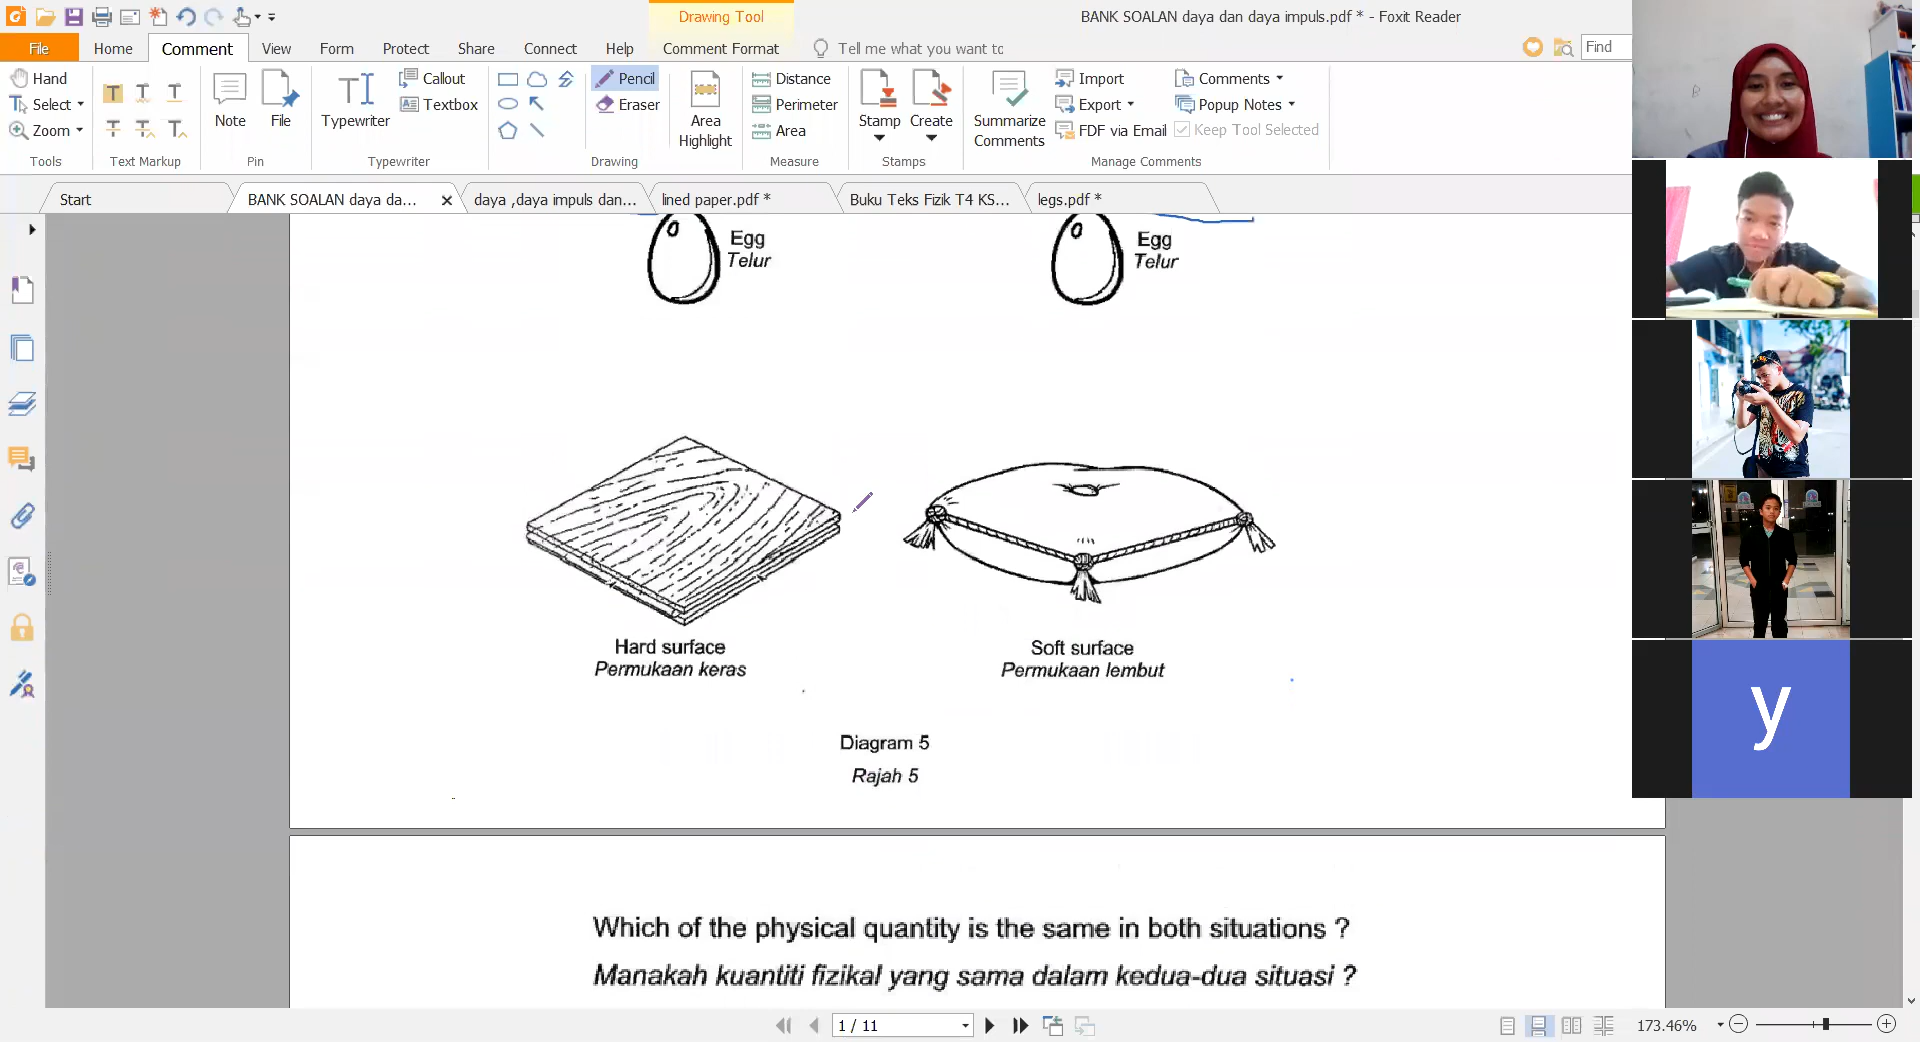 Drawing Tool
BANK SOALAN daya dan daya impuls.pdf * - Foxit Reader
File Home Comment View Form Protect Share Connect Help Comment Format Tell me what you want to Find
Hand
Select
Zoom
Tools
Text Markup
Note
File
Pin
Typewriter
Typewriter
Callout
Textbox
Pencil
Eraser
Drawing
Area
Highlight
Distance
Perimeter
Area
Measure
Stamp
Create
Stamps
Summarize
Comments
Import
Export
FDF via Email
Comments
Popup Notes
Keep Tool Selected
Manage Comments
Start
BANK SOALAN daya da...
daya ,daya impuls dan...
lined paper.pdf *
Buku Teks Fizik T4 KS...
legs.pdf *
Egg
Telur
Egg
Telur
Hard surface
Permukaan keras
Soft surface
Permukaan lembut
Diagram 5
Rajah 5
y
Which of the physical quantity is the same in both situations ?
Manakah kuantiti fizikal yang sama dalam kedua-dua situasi ?
1 / 11
173.46%